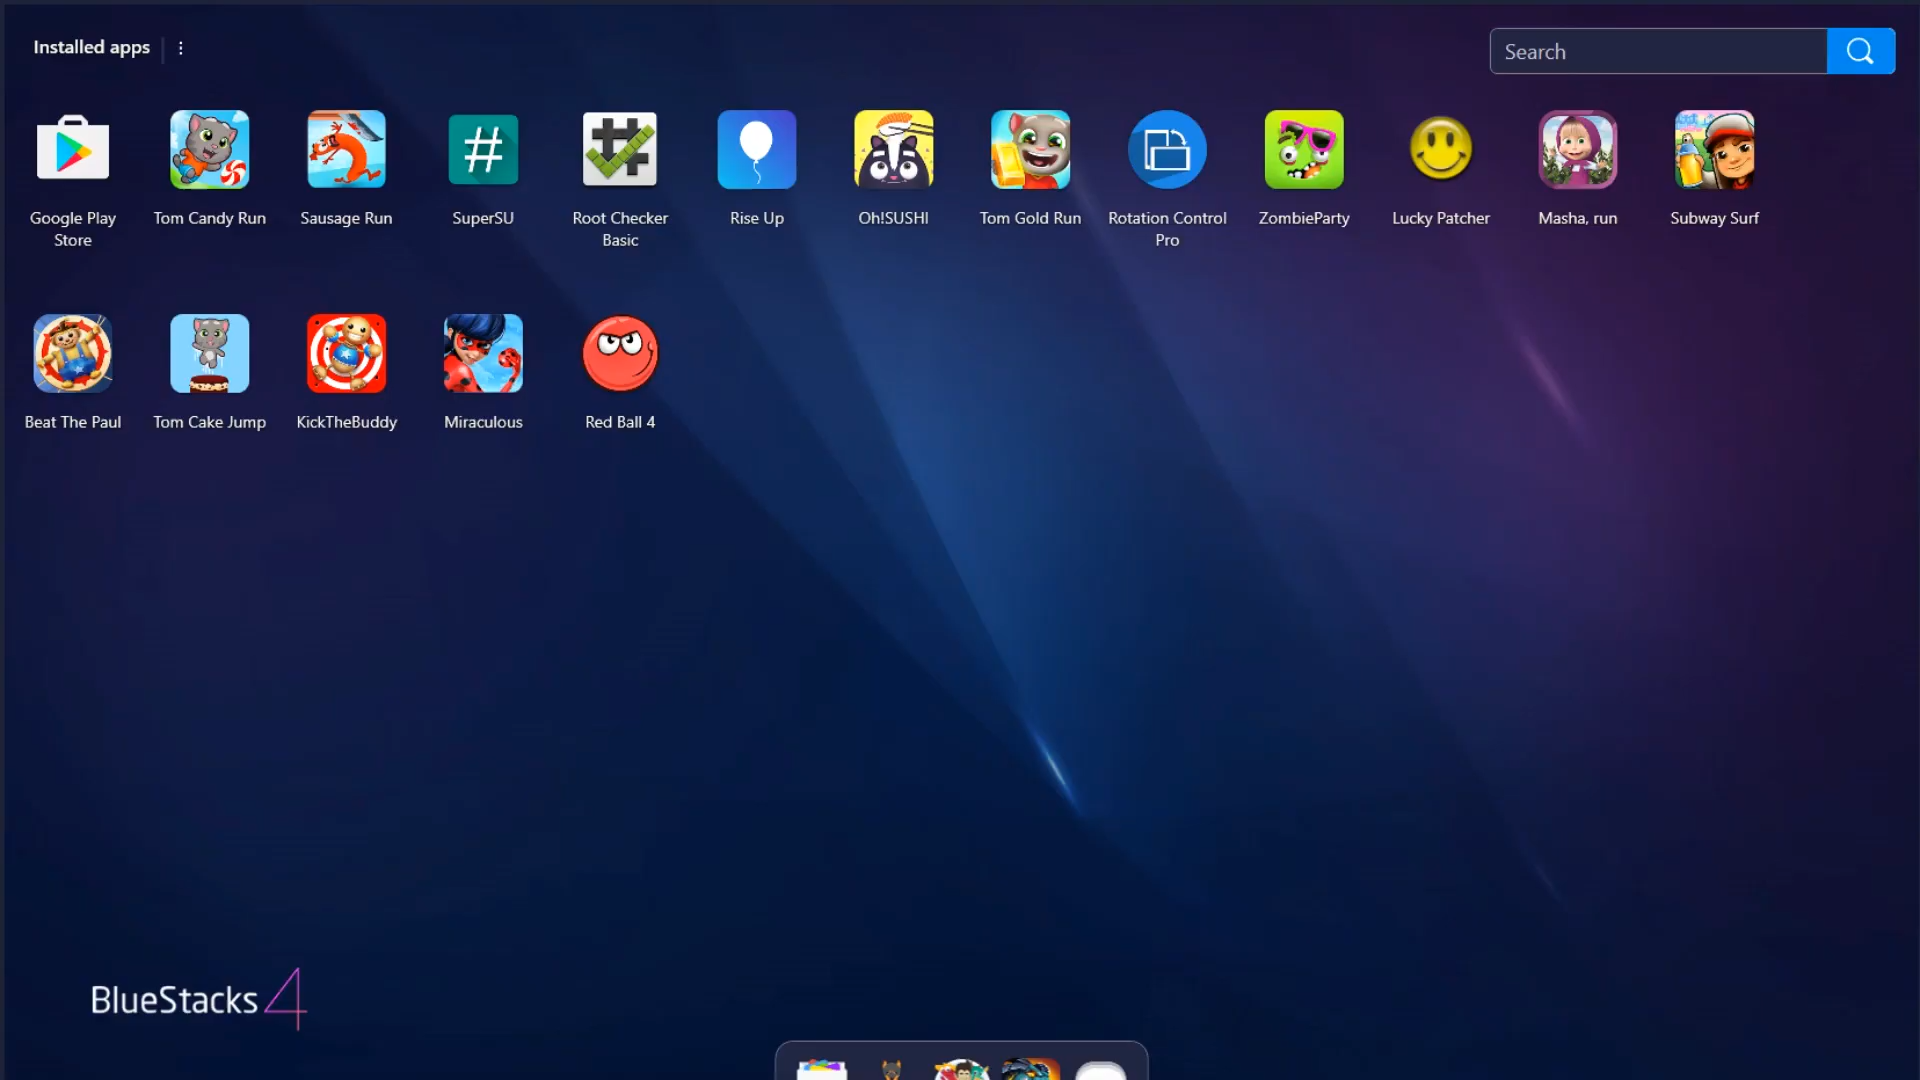 Installed apps
Search
Google Play
Store
Tom Candy Run
Sausage Run
SuperSU
Root Checker
Basic
Rise Up
Oh!SUSHI
Tom Gold Run
Rotation Control
Pro
ZombieParty
Lucky Patcher
Masha, run
Subway Surf
Beat The Paul
Tom Cake Jump
KickTheBuddy
Miraculous
Red Ball 4
BlueStacks 4